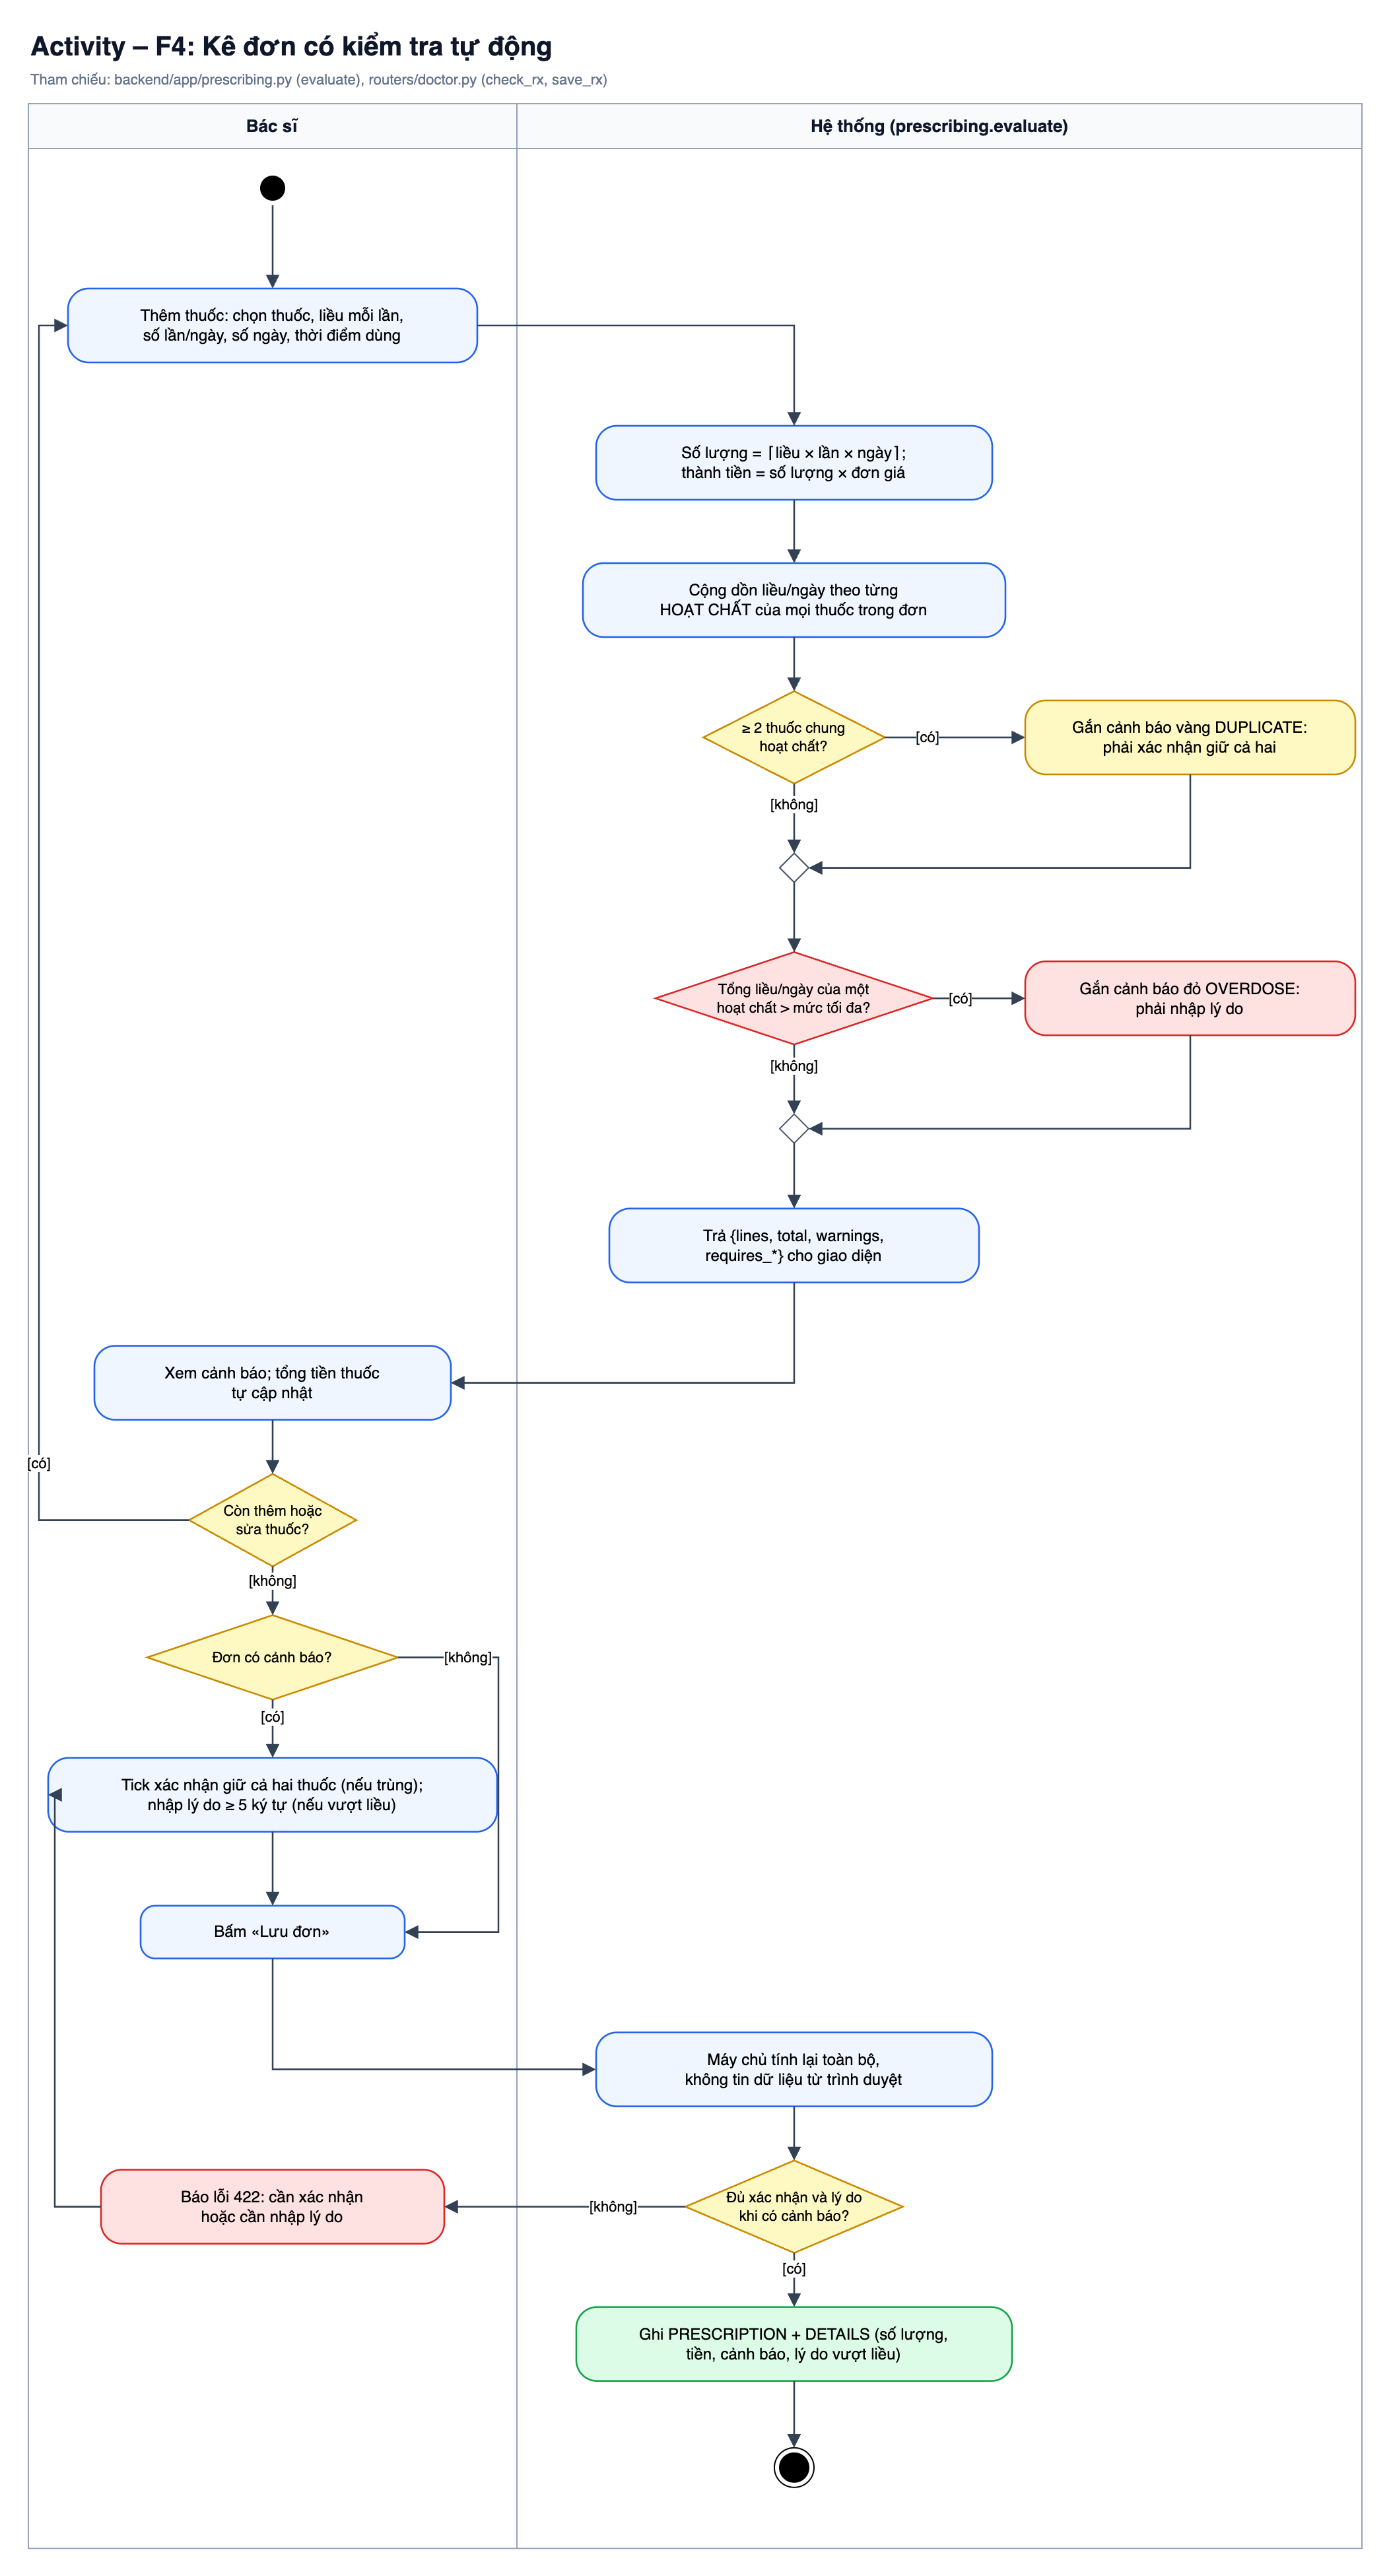 Activity – F4: Kê đơn có kiểm tra tự động
Tham chiếu: backend/app/prescribing.py (evaluate), routers/doctor.py (check_rx, save_rx)
Bác sĩ
Hệ thống (prescribing.evaluate)
Thêm thuốc: chọn thuốc, liều mỗi lần,
số lần/ngày, số ngày, thời điểm dùng
Số lượng = ⌈liều × lần × ngày⌉;
thành tiền = số lượng × đơn giá
Cộng dồn liều/ngày theo từng
HOẠT CHẤT của mọi thuốc trong đơn
≥ 2 thuốc chung
hoạt chất?
[có]
Gắn cảnh báo vàng DUPLICATE:
phải xác nhận giữ cả hai
[không]
Tổng liều/ngày của một
hoạt chất > mức tối đa?
[có]
Gắn cảnh báo đỏ OVERDOSE:
phải nhập lý do
[không]
Trả {lines, total, warnings,
requires_*} cho giao diện
Xem cảnh báo; tổng tiền thuốc
tự cập nhật
[có]
Còn thêm hoặc
sửa thuốc?
[không]
Đơn có cảnh báo?
[không]
[có]
Tick xác nhận giữ cả hai thuốc (nếu trùng);
nhập lý do ≥ 5 ký tự (nếu vượt liều)
Bấm «Lưu đơn»
Máy chủ tính lại toàn bộ,
không tin dữ liệu từ trình duyệt
Báo lỗi 422: cần xác nhận
hoặc cần nhập lý do
[không]
Đủ xác nhận và lý do
khi có cảnh báo?
[có]
Ghi PRESCRIPTION + DETAILS (số lượng,
tiền, cảnh báo, lý do vượt liều)